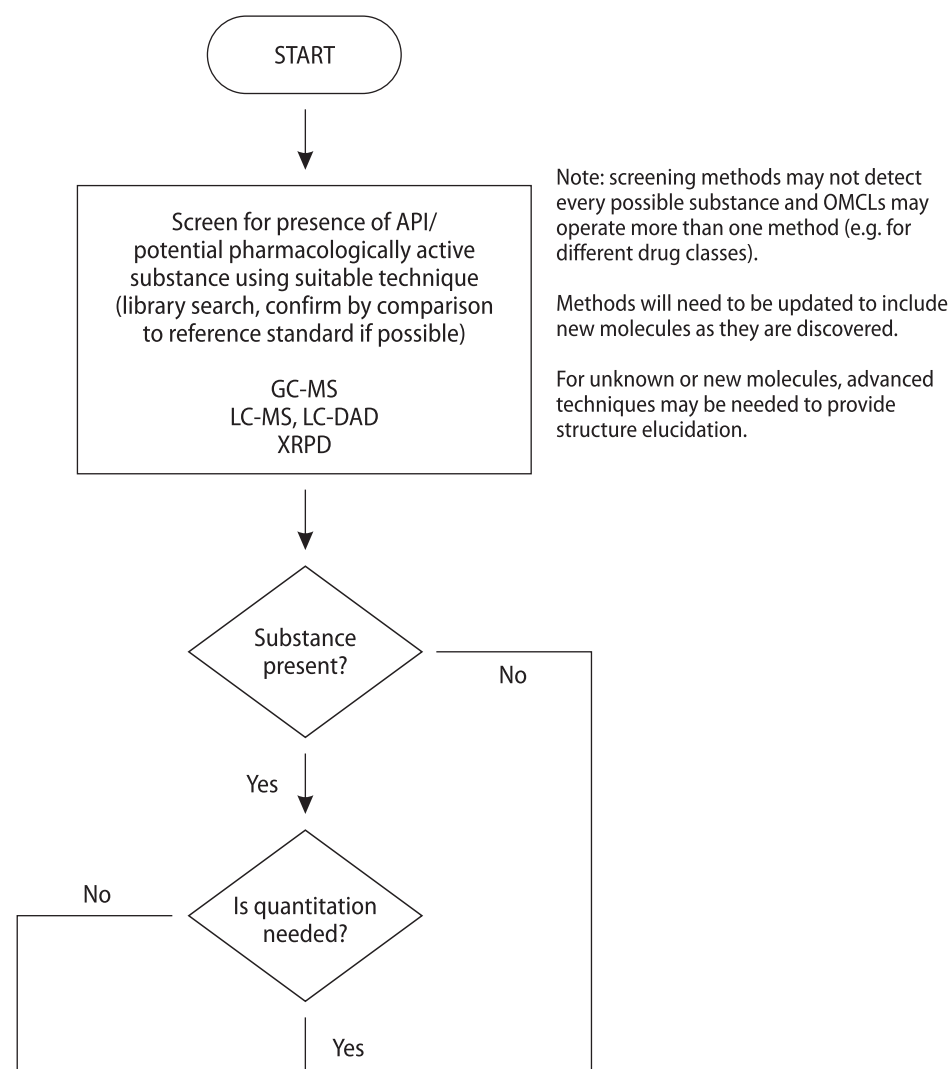 START
Screen for presence of API/
potential pharmacologically active
substance using suitable technique
(library search, confirm by comparison
to reference standard if possible)
GC-MS
LC-MS, LC-DAD
XRPD
Note: screening methods may not detect
every possible substance and OMCLs may
operate more than one method (e.g. for
different drug classes).
Methods will need to be updated to include
new molecules as they are discovered.
For unknown or new molecules, advanced
techniques may be needed to provide
structure elucidation.
Substance
present?
No
Yes
No
Is quantitation
needed?
Yes